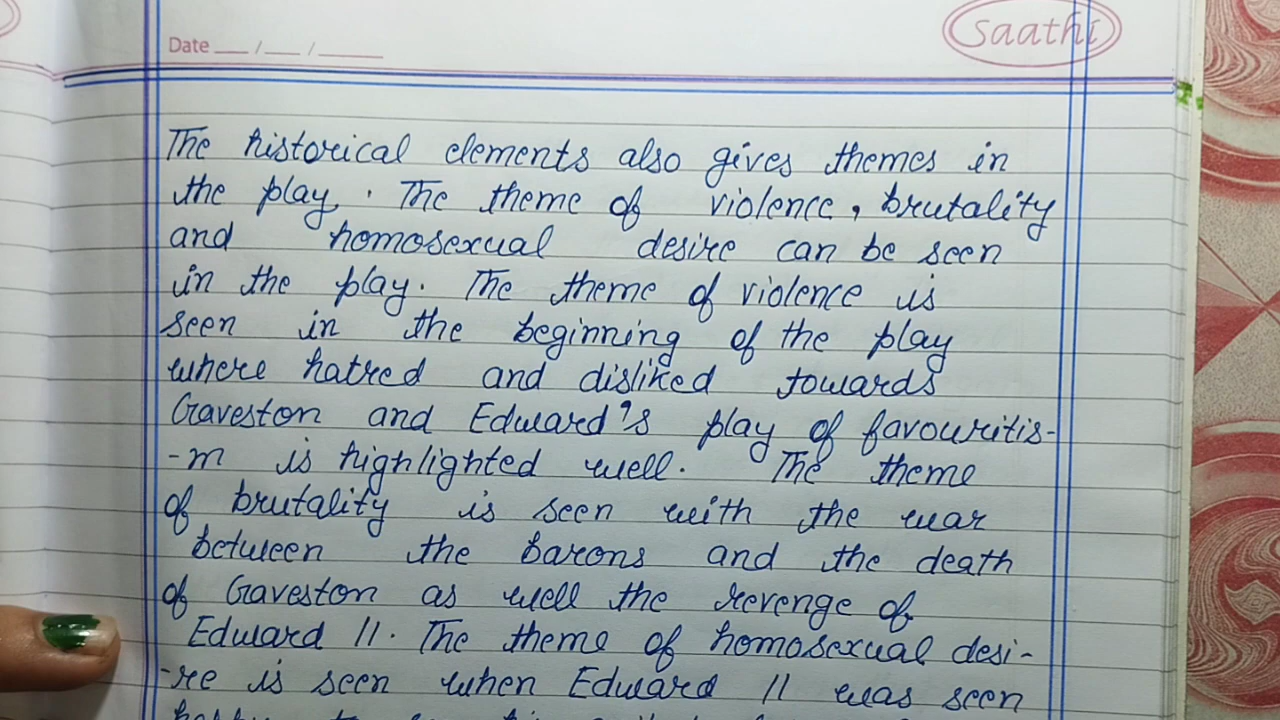 Date __ / __ / ____
Saathi
The historical elements also gives themes in
the play. The theme of violence, brutality
and homosexual desire can be seen
in the play. The theme of violence is
seen in the beginning of the play
where hatred and disliked towards
Gaveston and Edward's play of favouritis-
-m is highlighted well. The theme
of brutality is seen with the war
between the barons and the death
of Gaveston as well the revenge of
Edward II. The theme of homosexual desi-
-re is seen when Edward II was seen